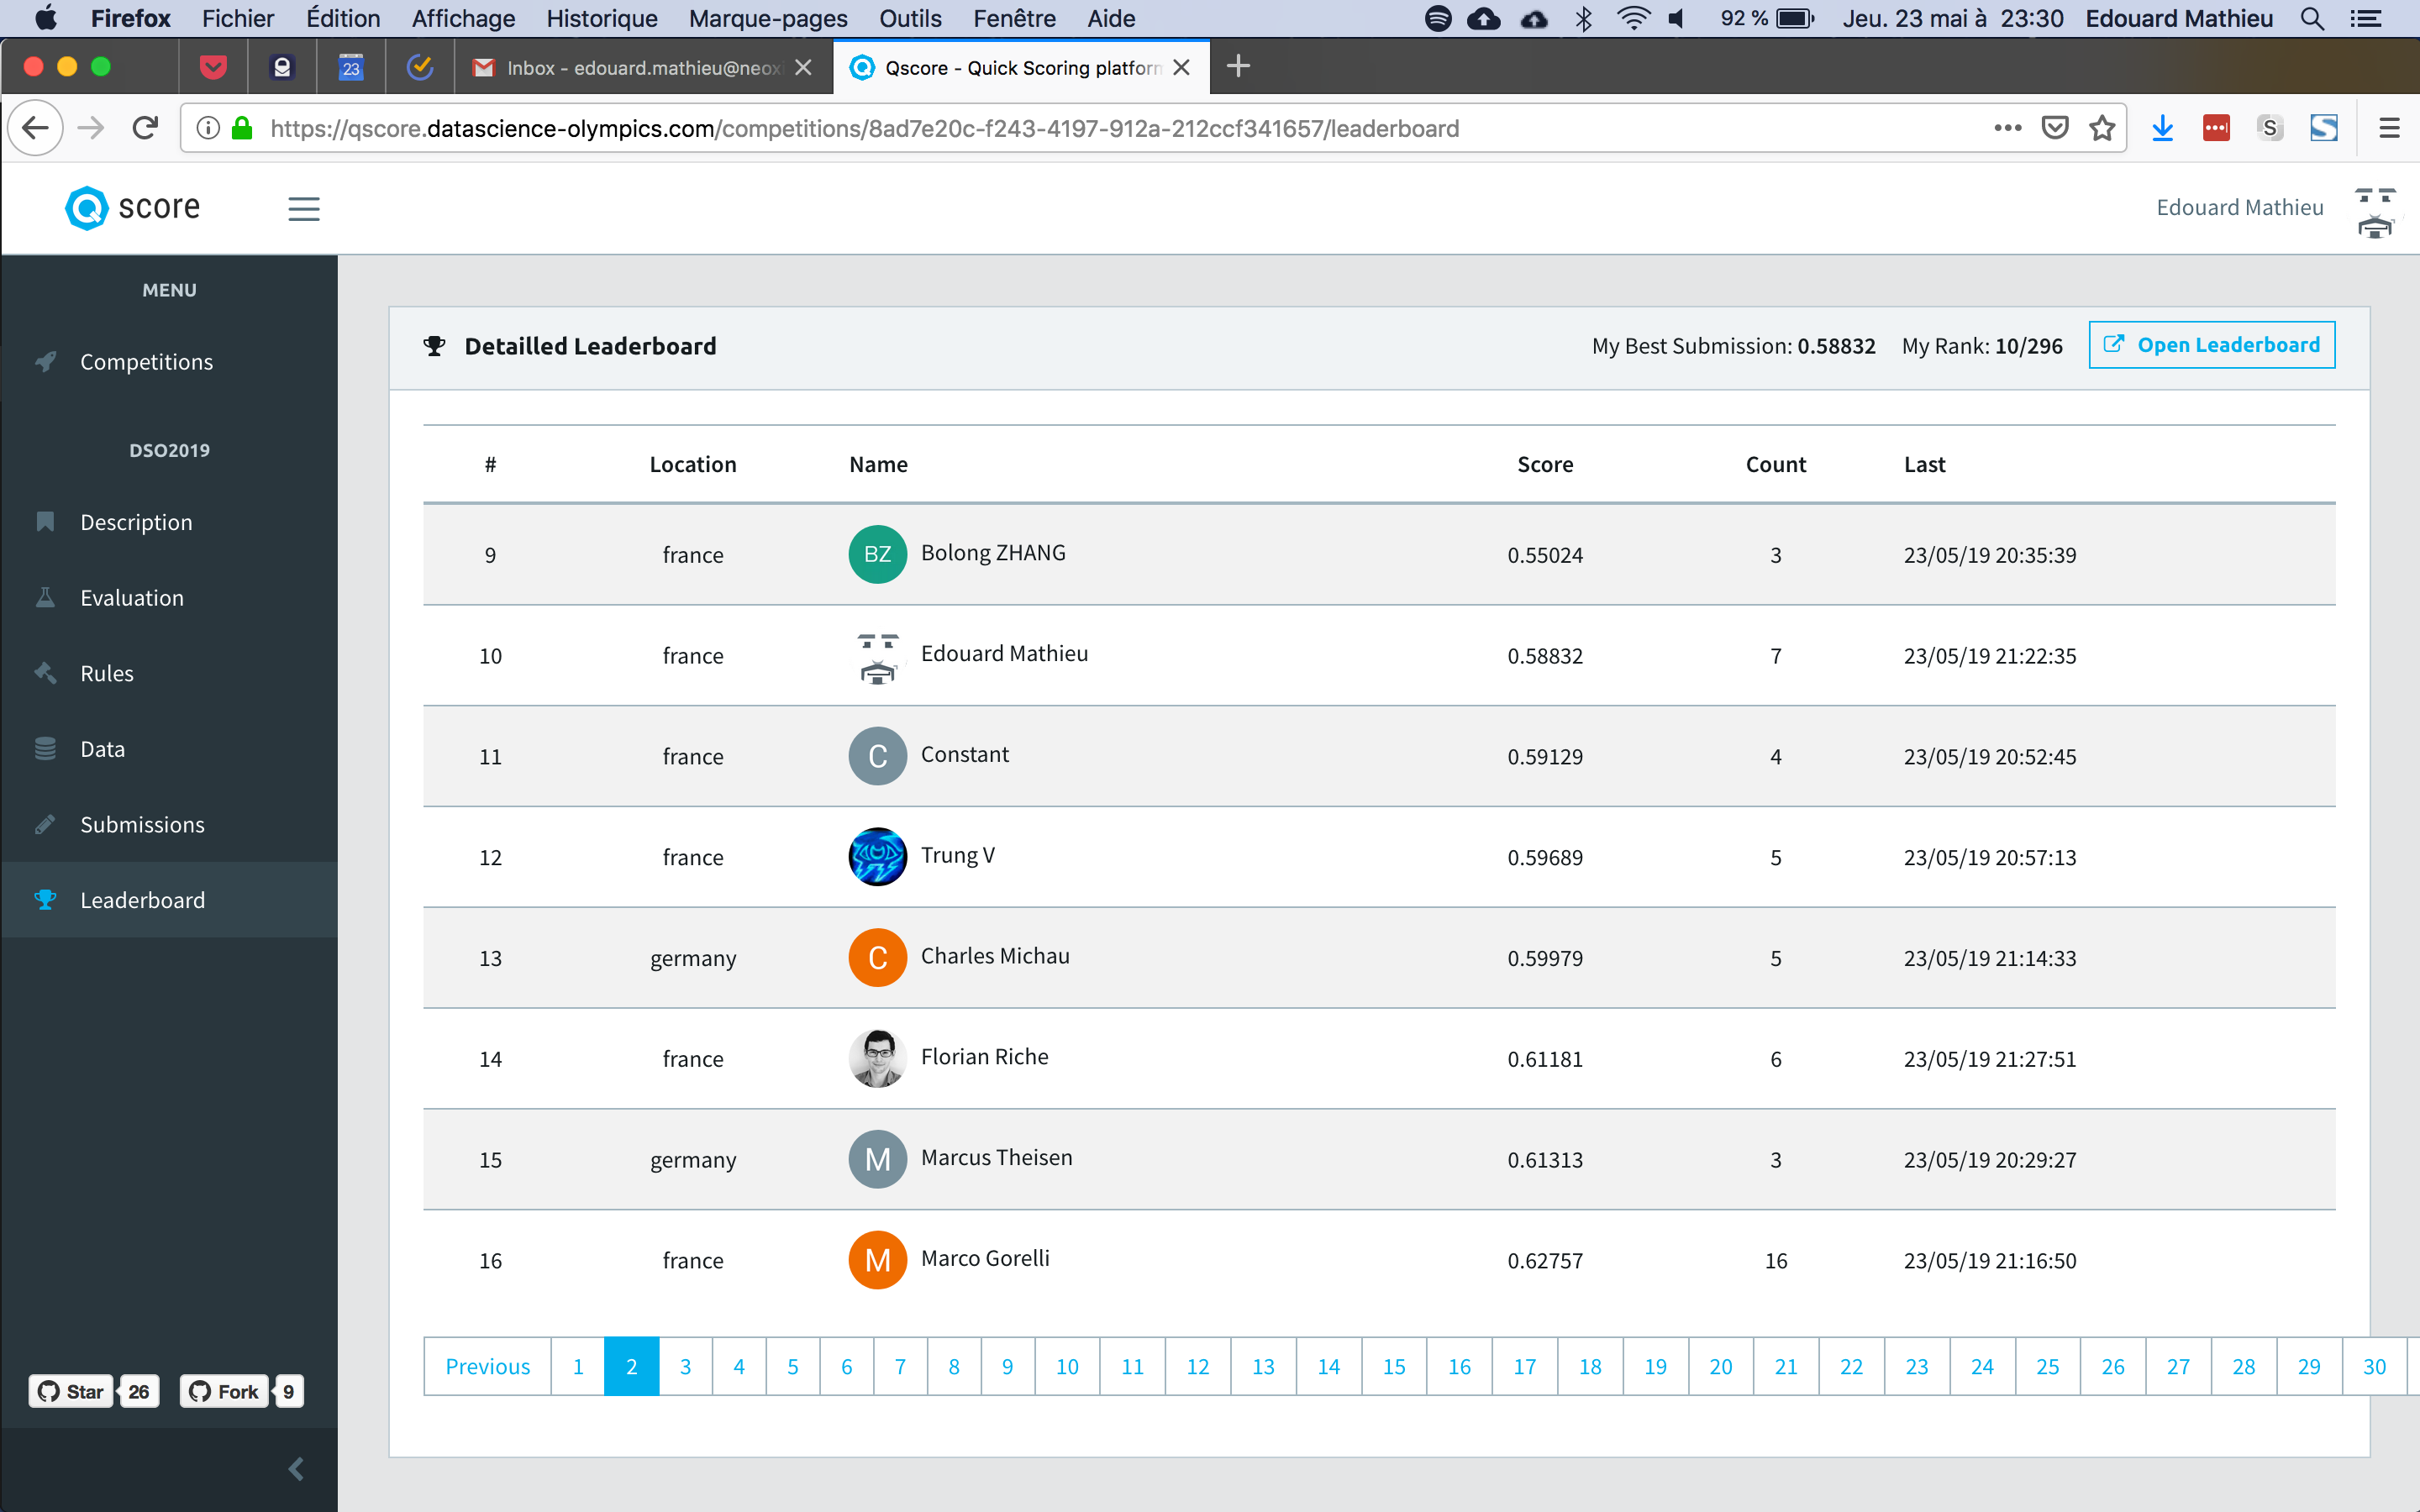 Firefox Fichier Édition Affichage Historique Marque-pages Outils Fenêtre Aide 92 % Jeu. 23 mai à 23:30 Edouard Mathieu
23 Inbox - edouard.mathieu@neox Qscore - Quick Scoring platform
https://qscore.datascience-olympics.com/competitions/8ad7e20c-f243-4197-912a-212ccf341657/leaderboard S S
Q score Edouard Mathieu
MENU
Competitions
DSO2019
Description
Evaluation
Rules
Data
Submissions
Leaderboard
Star 26 Fork 9
Detailled Leaderboard My Best Submission: 0.58832 My Rank: 10/296 Open Leaderboard
# Location Name Score Count Last
9 france BZ Bolong ZHANG 0.55024 3 23/05/19 20:35:39
10 france Edouard Mathieu 0.58832 7 23/05/19 21:22:35
11 france C Constant 0.59129 4 23/05/19 20:52:45
12 france Trung V 0.59689 5 23/05/19 20:57:13
13 germany C Charles Michau 0.59979 5 23/05/19 21:14:33
14 france Florian Riche 0.61181 6 23/05/19 21:27:51
15 germany M Marcus Theisen 0.61313 3 23/05/19 20:29:27
16 france M Marco Gorelli 0.62757 16 23/05/19 21:16:50
Previous 1 2 3 4 5 6 7 8 9 10 11 12 13 14 15 16 17 18 19 20 21 22 23 24 25 26 27 28 29 30